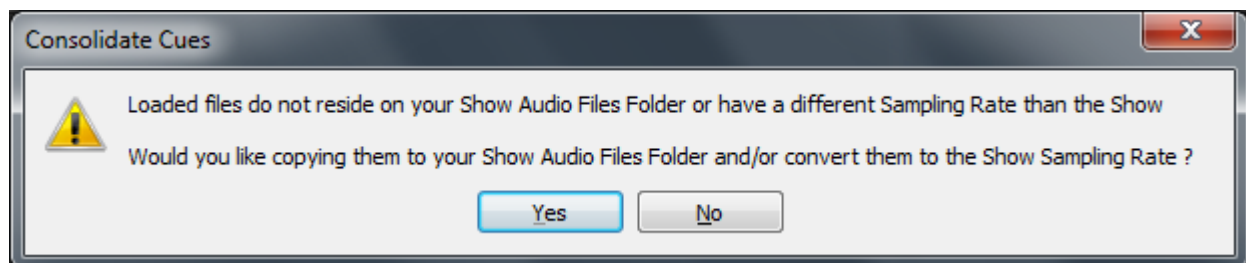 Consolidate Cues
Loaded files do not reside on your Show Audio Files Folder or have a different Sampling Rate than the Show
Would you like copying them to your Show Audio Files Folder and/or convert them to the Show Sampling Rate ?
Yes No